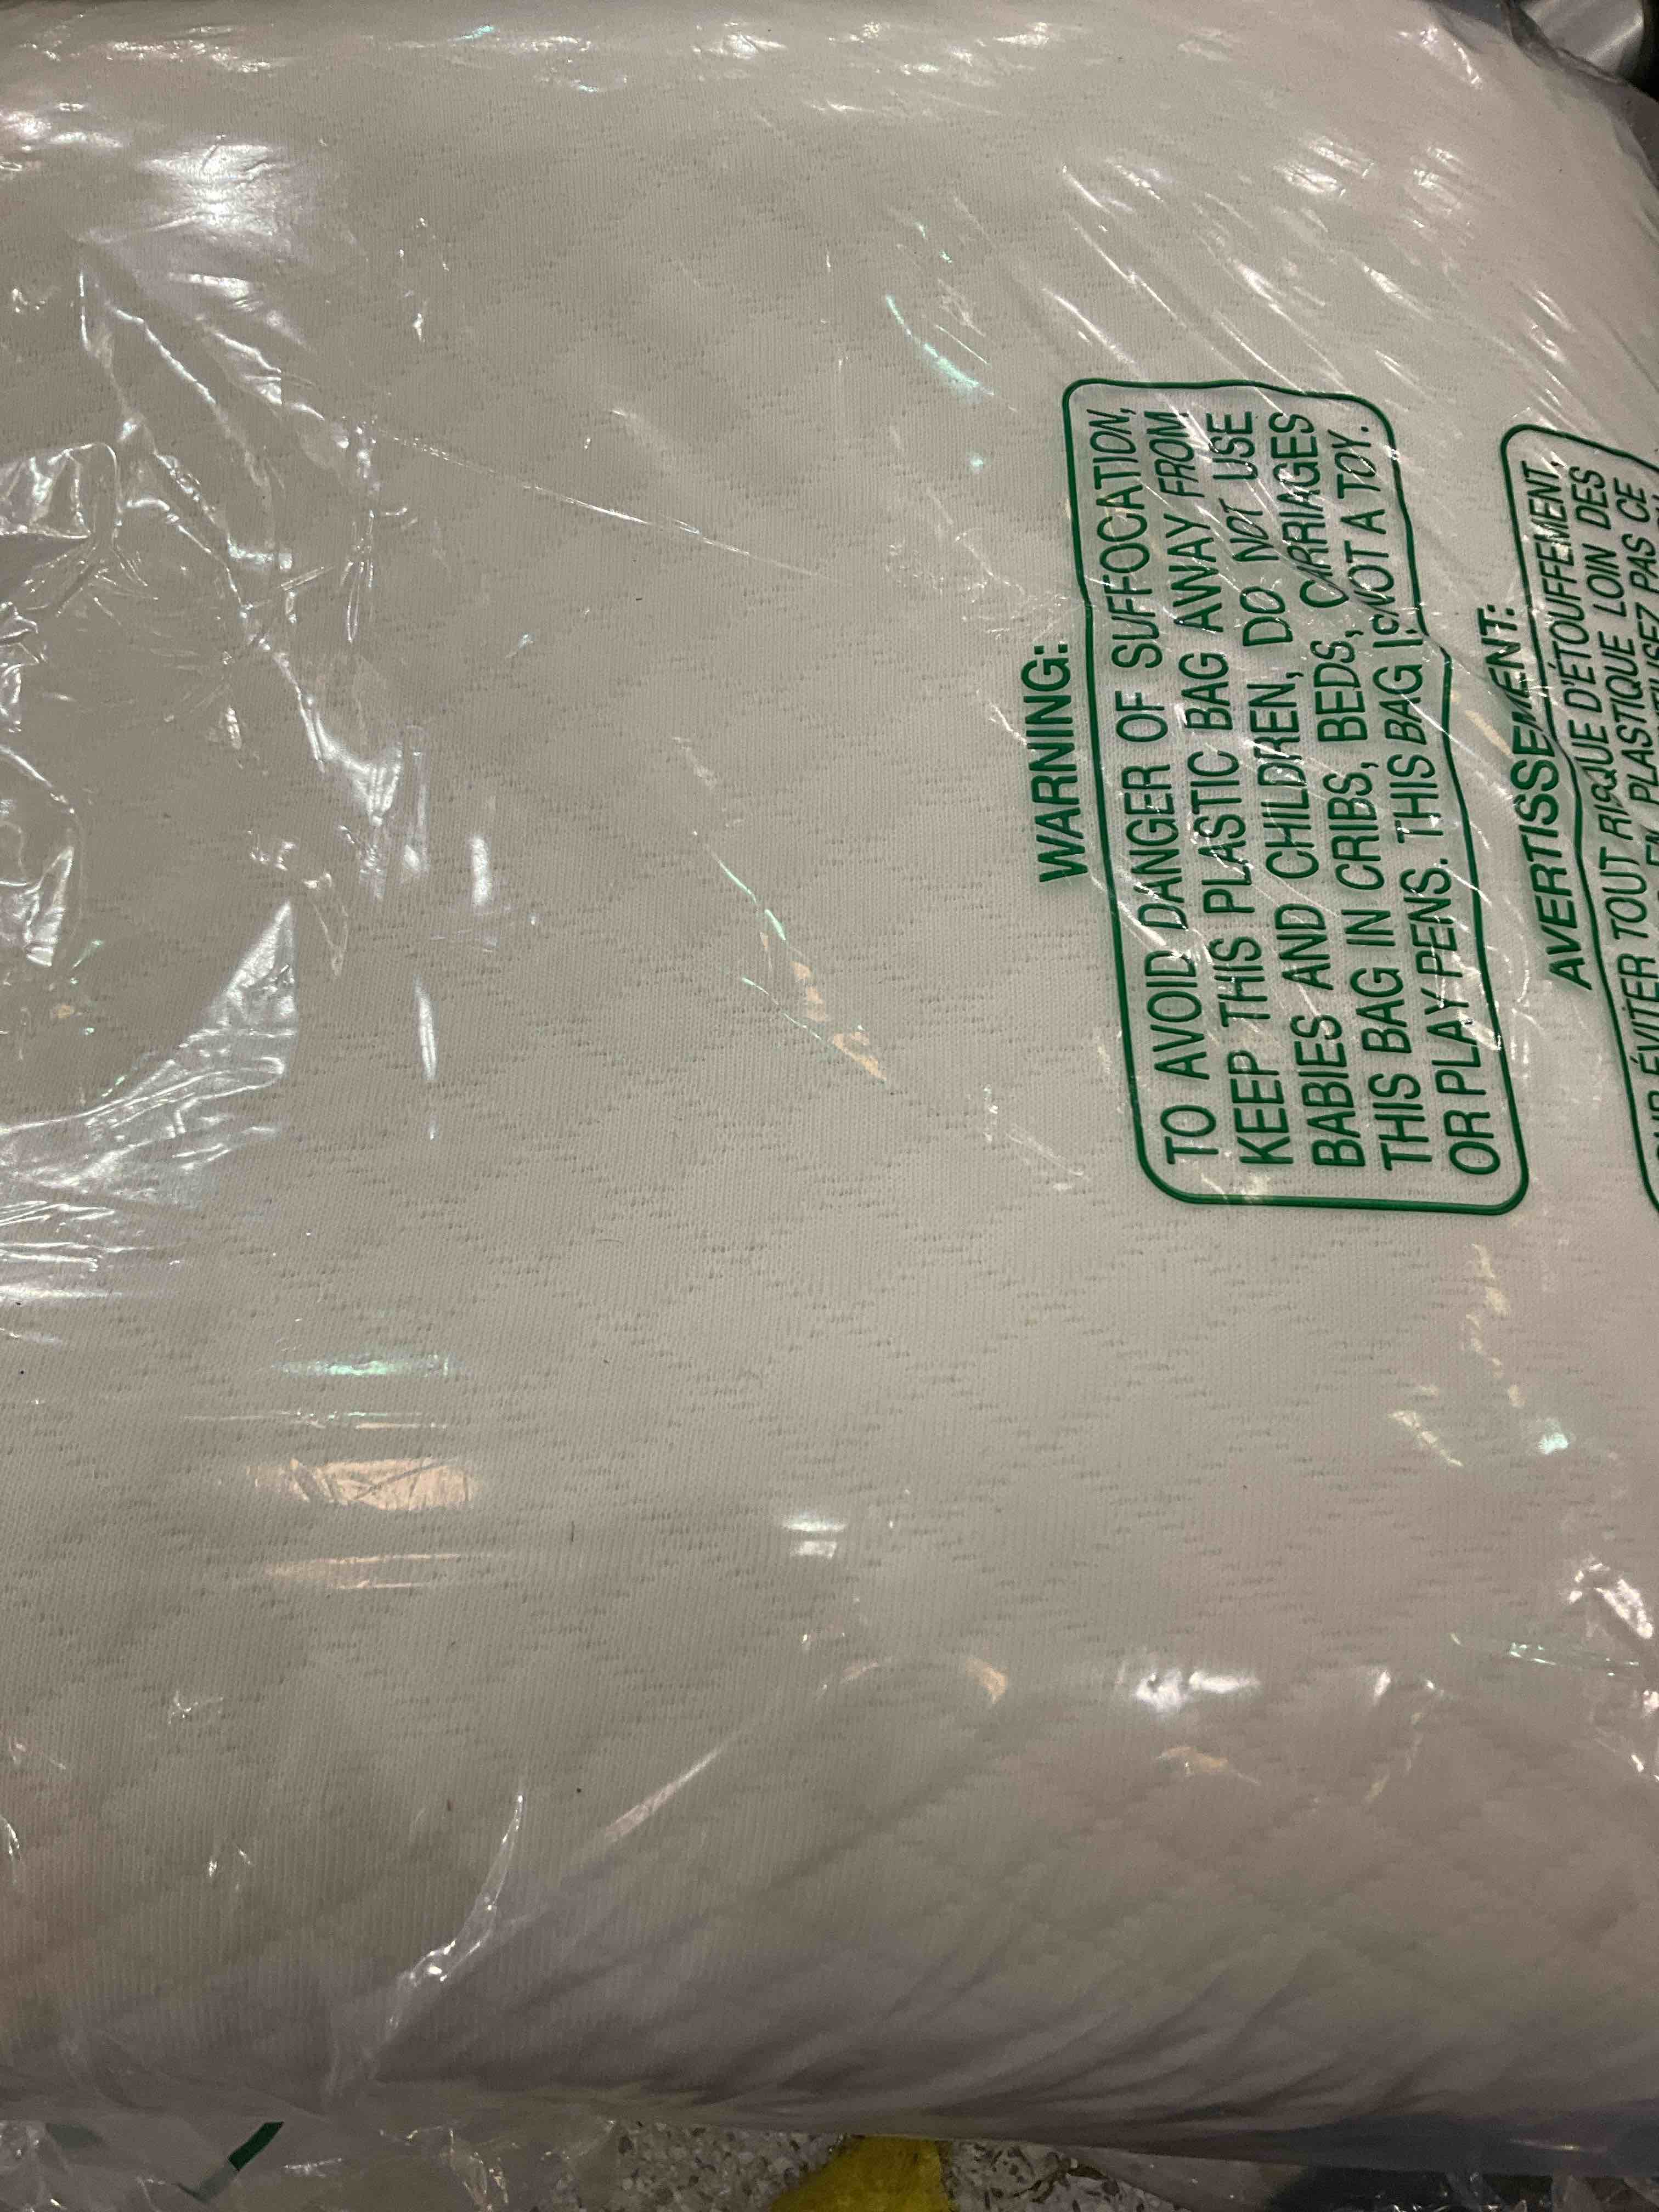 WARNING:
TO AVOID DANGER OF SUFFOCATION,
KEEP THIS PLASTIC BAG AWAY FROM
BABIES AND CHILDREN, DO NOT USE
THIS BAG IN CRIBS, BEDS, CARRIAGES
OR PLAY PENS. THIS BAG IS NOT A TOY.
AVERTISSEMENT:
ÉVITER TOUT RISQUE D'ÉTOUFFEMENT,
PLASTIQUE LOIN DES
PAS CE